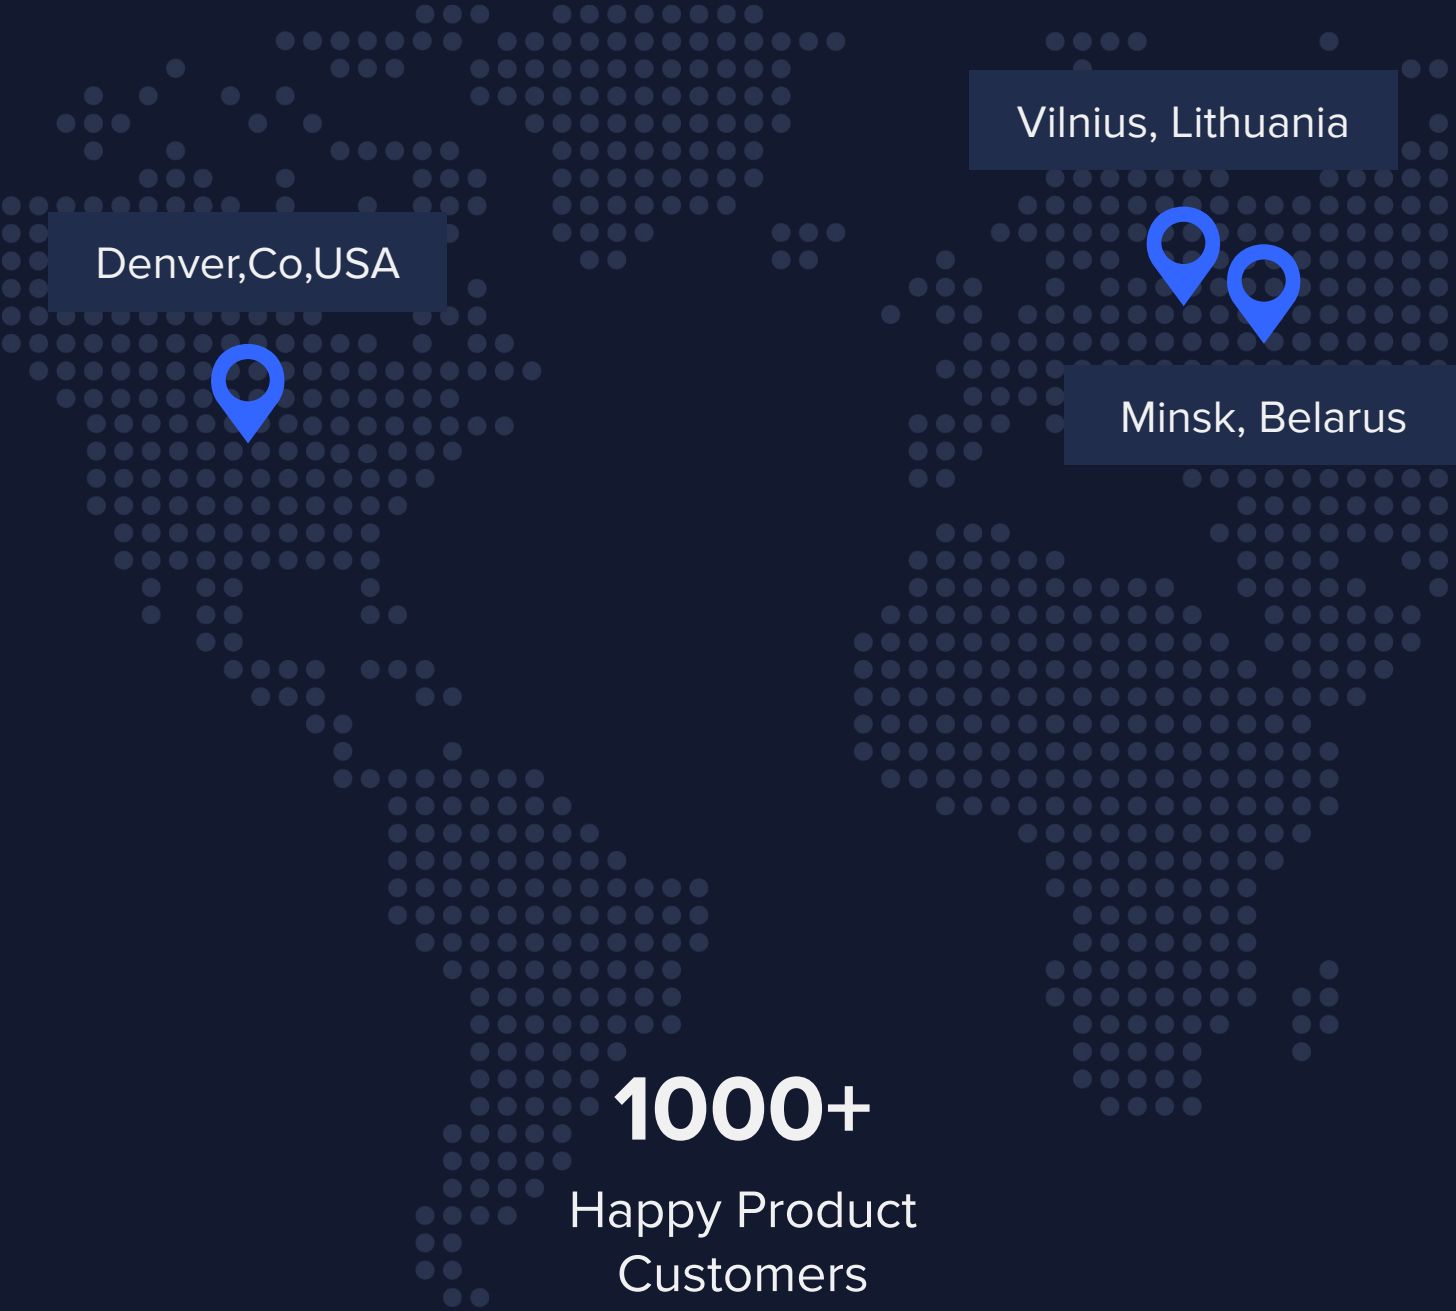 Vilnius, Lithuania
Denver,Co,USA
Minsk, Belarus
1000+
Happy Product
Customers